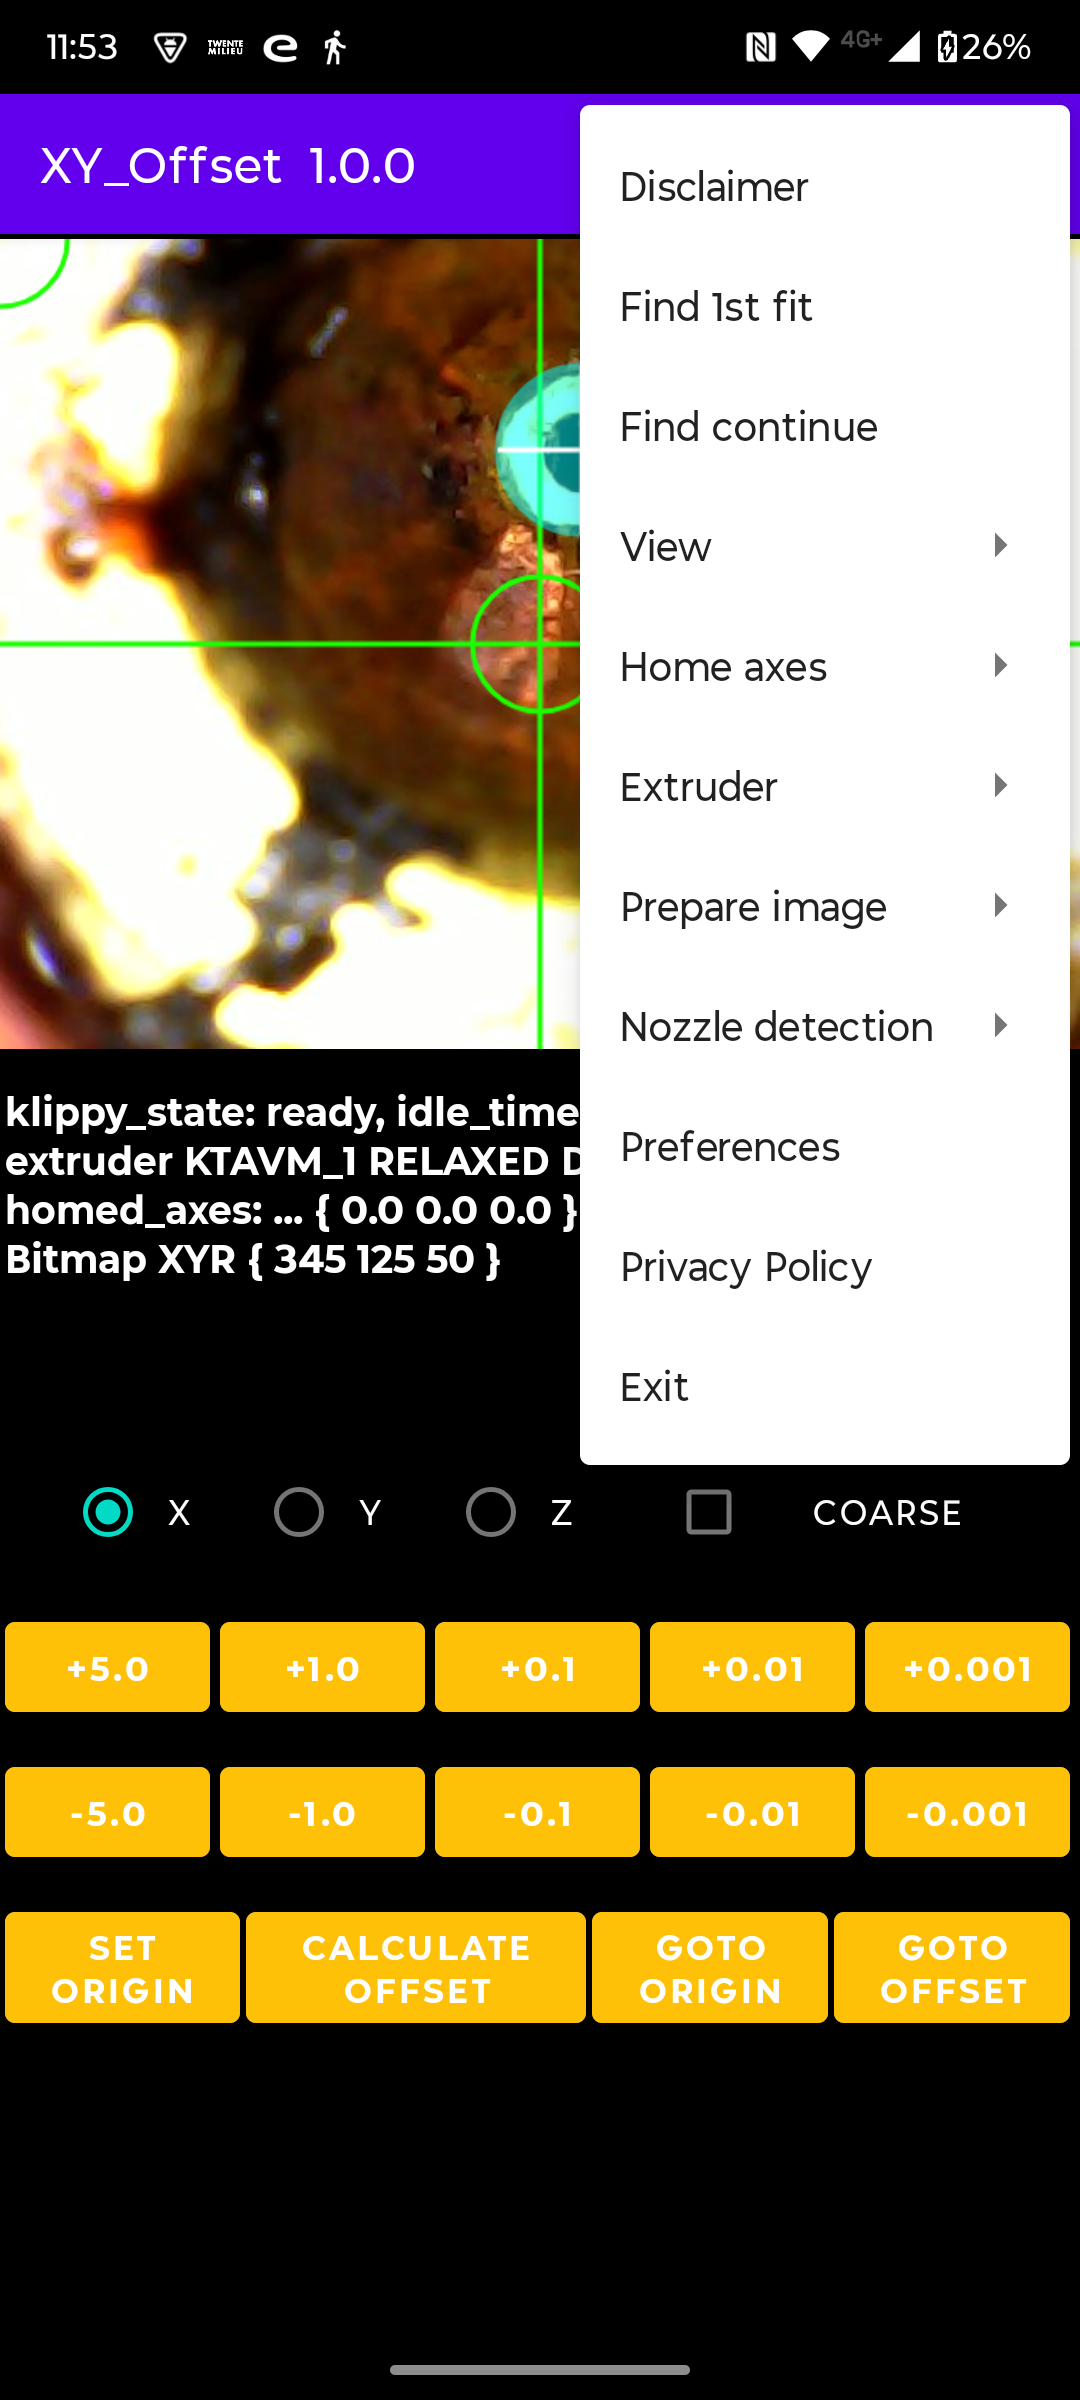 11:53
TWENTE
MILIEU
4G+
26%
XY_Offset 1.0.0
Disclaimer
Find 1st fit
Find continue
View
Home axes
Extruder
Prepare image
Nozzle detection
Preferences
Privacy Policy
Exit
klippy_state: ready, idle_time
extruder KTAVM_1 RELAXED
homed_axes: ... { 0.0 0.0 0.0 }
Bitmap XYR { 345 125 50 }
X Y Z COARSE
+5.0 +1.0 +0.1 +0.01 +0.001
-5.0 -1.0 -0.1 -0.01 -0.001
SET ORIGIN
CALCULATE OFFSET
GOTO ORIGIN
GOTO OFFSET